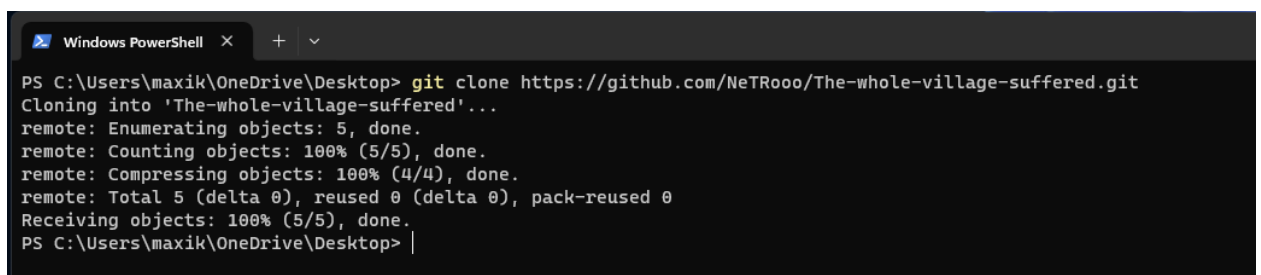 Windows PowerShell
PS C:\Users\maxik\OneDrive\Desktop> git clone https://github.com/NeTRooo/The-whole-village-suffered.git
Cloning into 'The-whole-village-suffered'...
remote: Enumerating objects: 5, done.
remote: Counting objects: 100% (5/5), done.
remote: Compressing objects: 100% (4/4), done.
remote: Total 5 (delta 0), reused 0 (delta 0), pack-reused 0
Receiving objects: 100% (5/5), done.
PS C:\Users\maxik\OneDrive\Desktop>